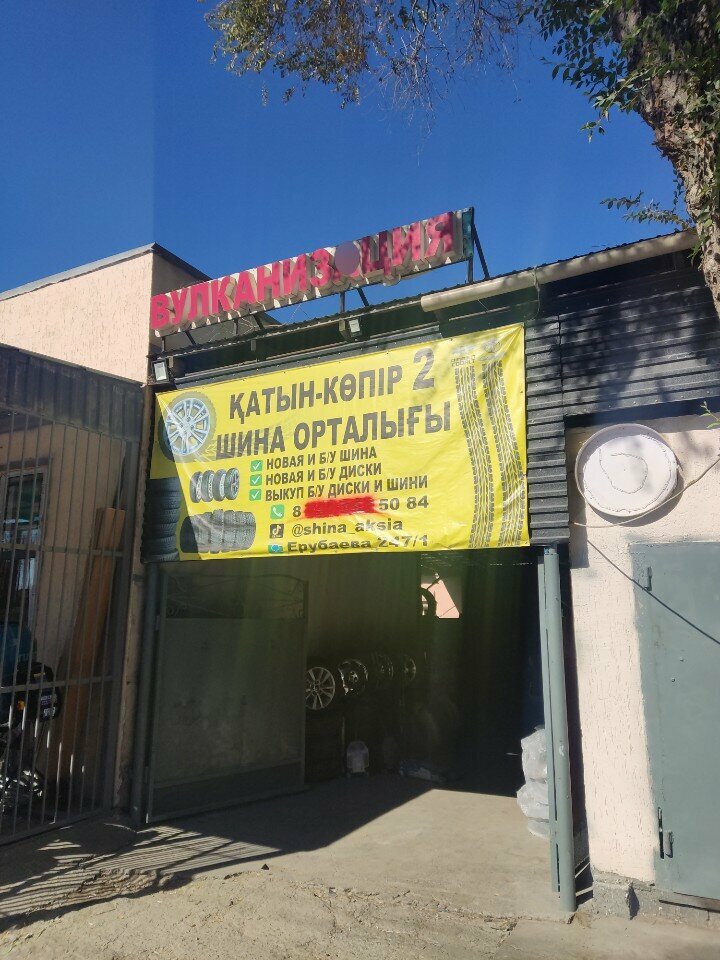 ВУЛКАНИЗАЦИЯ
ҚАТЫН-КӨПІР 2
ШИНА ОРТАЛЫҒЫ
НОВАЯ И Б/У ШИНА
НОВАЯ И Б/У ДИСКИ
ВЫКУП Б/У ДИСКИ И ШИНИ
8 50 84
@shina_aksia
Ерубаева 247/1